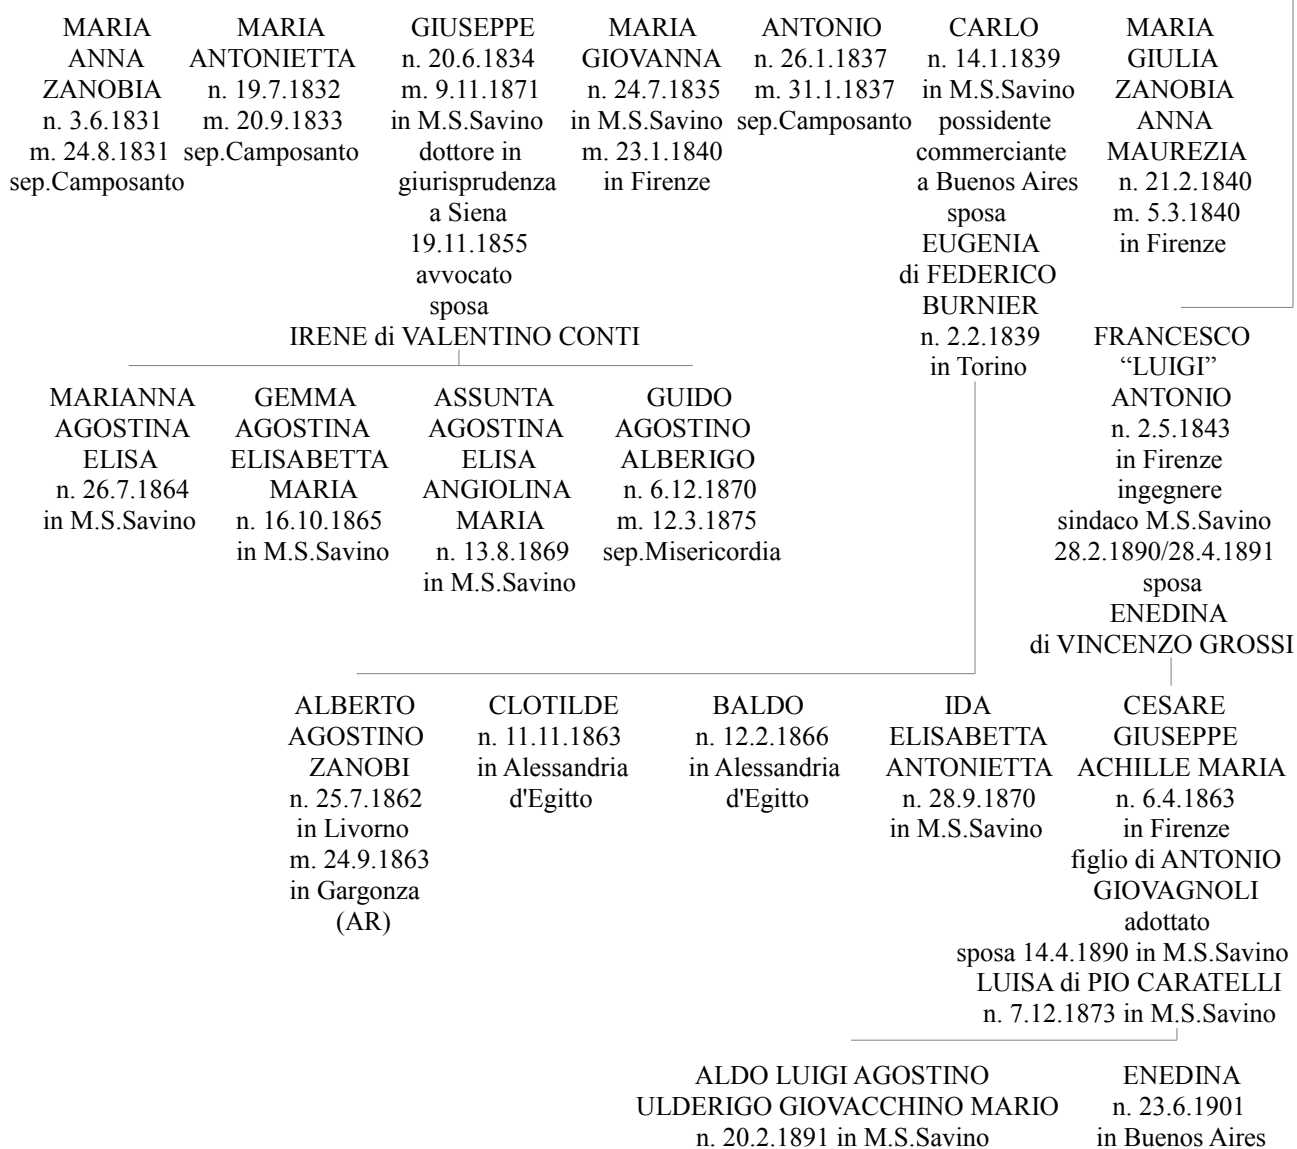 MARIA
ANNA
ZANOBIA
n. 3.6.1831
m. 24.8.1831
sep.Camposanto
MARIA
ANTONIETTA
n. 19.7.1832
m. 20.9.1833
sep.Camposanto
GIUSEPPE
n. 20.6.1834
m. 9.11.1871
in M.S.Savino
dottore in
giurisprudenza
a Siena
19.11.1855
avvocato
sposa
IRENE di VALENTINO CONTI
MARIA
GIOVANNA
n. 24.7.1835
in M.S.Savino
m. 23.1.1840
in Firenze
ANTONIO
n. 26.1.1837
m. 31.1.1837
sep.Camposanto
CARLO
n. 14.1.1839
in M.S.Savino
possidente
commerciante
a Buenos Aires
sposa
EUGENIA
di FEDERICO
BURNIER
n. 2.2.1839
in Torino
MARIA
GIULIA
ZANOBIA
ANNA
MAUREZIA
n. 21.2.1840
m. 5.3.1840
in Firenze
FRANCESCO
“LUIGI”
ANTONIO
n. 2.5.1843
in Firenze
ingegnere
sindaco M.S.Savino
28.2.1890/28.4.1891
sposa
ENEDINA
di VINCENZO GROSSI
MARIANNA
AGOSTINA
ELISA
n. 26.7.1864
in M.S.Savino
GEMMA
AGOSTINA
ELISABETTA
MARIA
n. 16.10.1865
in M.S.Savino
ASSUNTA
AGOSTINA
ELISA
ANGIOLINA
MARIA
n. 13.8.1869
in M.S.Savino
GUIDO
AGOSTINO
ALBERIGO
n. 6.12.1870
m. 12.3.1875
sep.Misericordia
ALBERTO
AGOSTINO
ZANOBI
n. 25.7.1862
in Livorno
m. 24.9.1863
in Gargonza
(AR)
CLOTILDE
n. 11.11.1863
in Alessandria
d'Egitto
BALDO
n. 12.2.1866
in Alessandria
d'Egitto
IDA
ELISABETTA
ANTONIETTA
n. 28.9.1870
in M.S.Savino
CESARE
GIUSEPPE
ACHILLE MARIA
n. 6.4.1863
in Firenze
figlio di ANTONIO
GIOVAGNOLI
adottato
sposa 14.4.1890 in M.S.Savino
LUISA di PIO CARATELLI
n. 7.12.1873 in M.S.Savino
ALDO LUIGI AGOSTINO
ULDERIGO GIOVACCHINO MARIO
n. 20.2.1891 in M.S.Savino
ENEDINA
n. 23.6.1901
in Buenos Aires